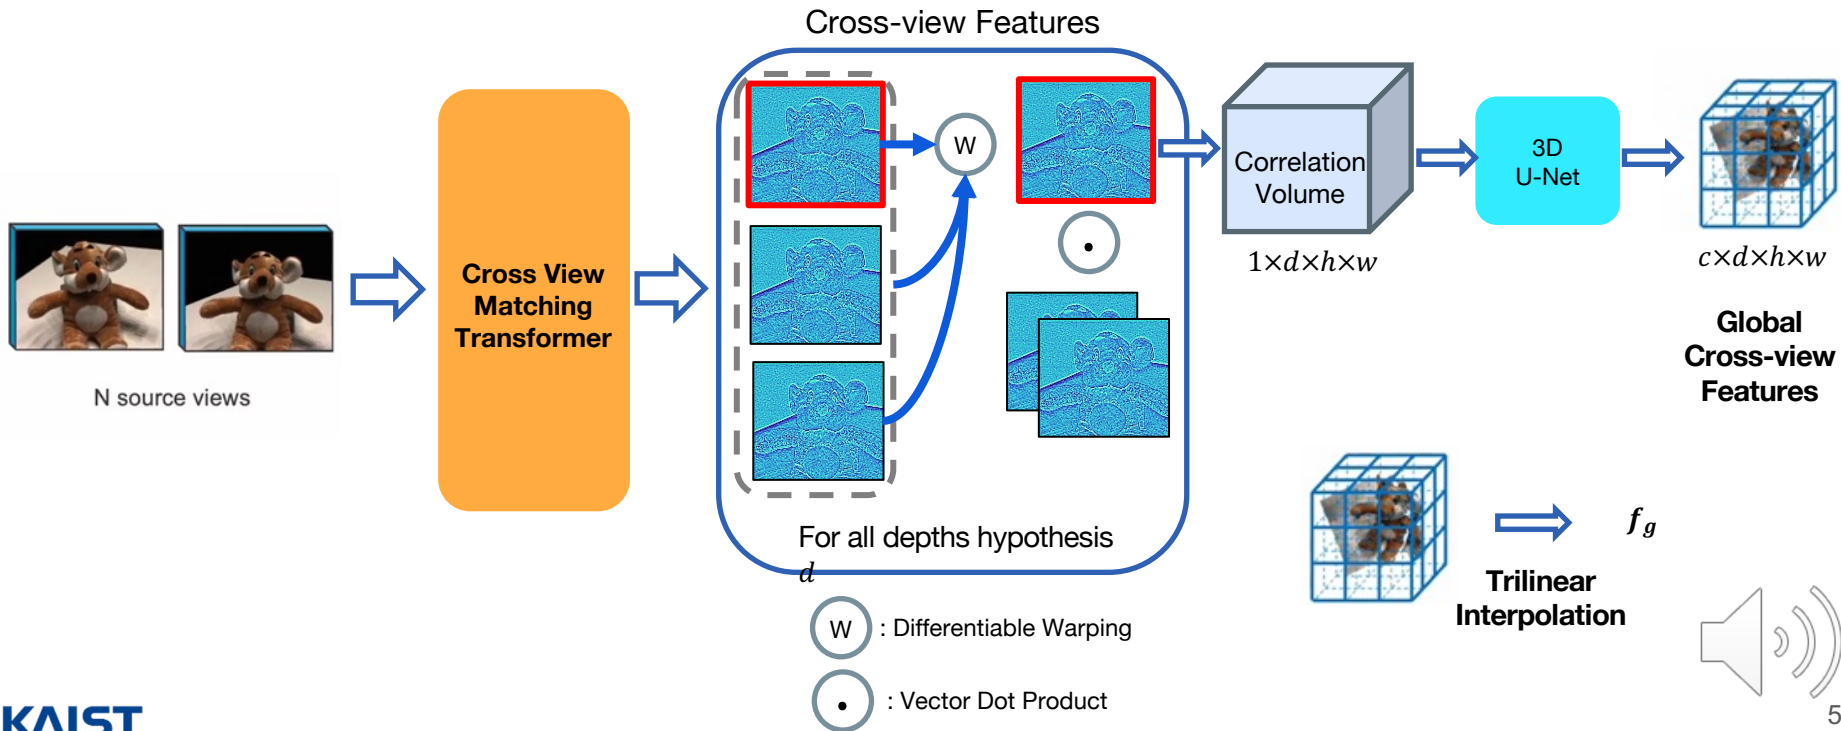 Cross-view Features
N source views
Cross View
Matching
Transformer
W
For all depths hypothesis
d
W : Differentiable Warping
· : Vector Dot Product
Correlation
Volume
1×d×h×w
3D
U-Net
c×d×h×w
Global
Cross-view
Features
f_g
Trilinear
Interpolation
KAIST
5